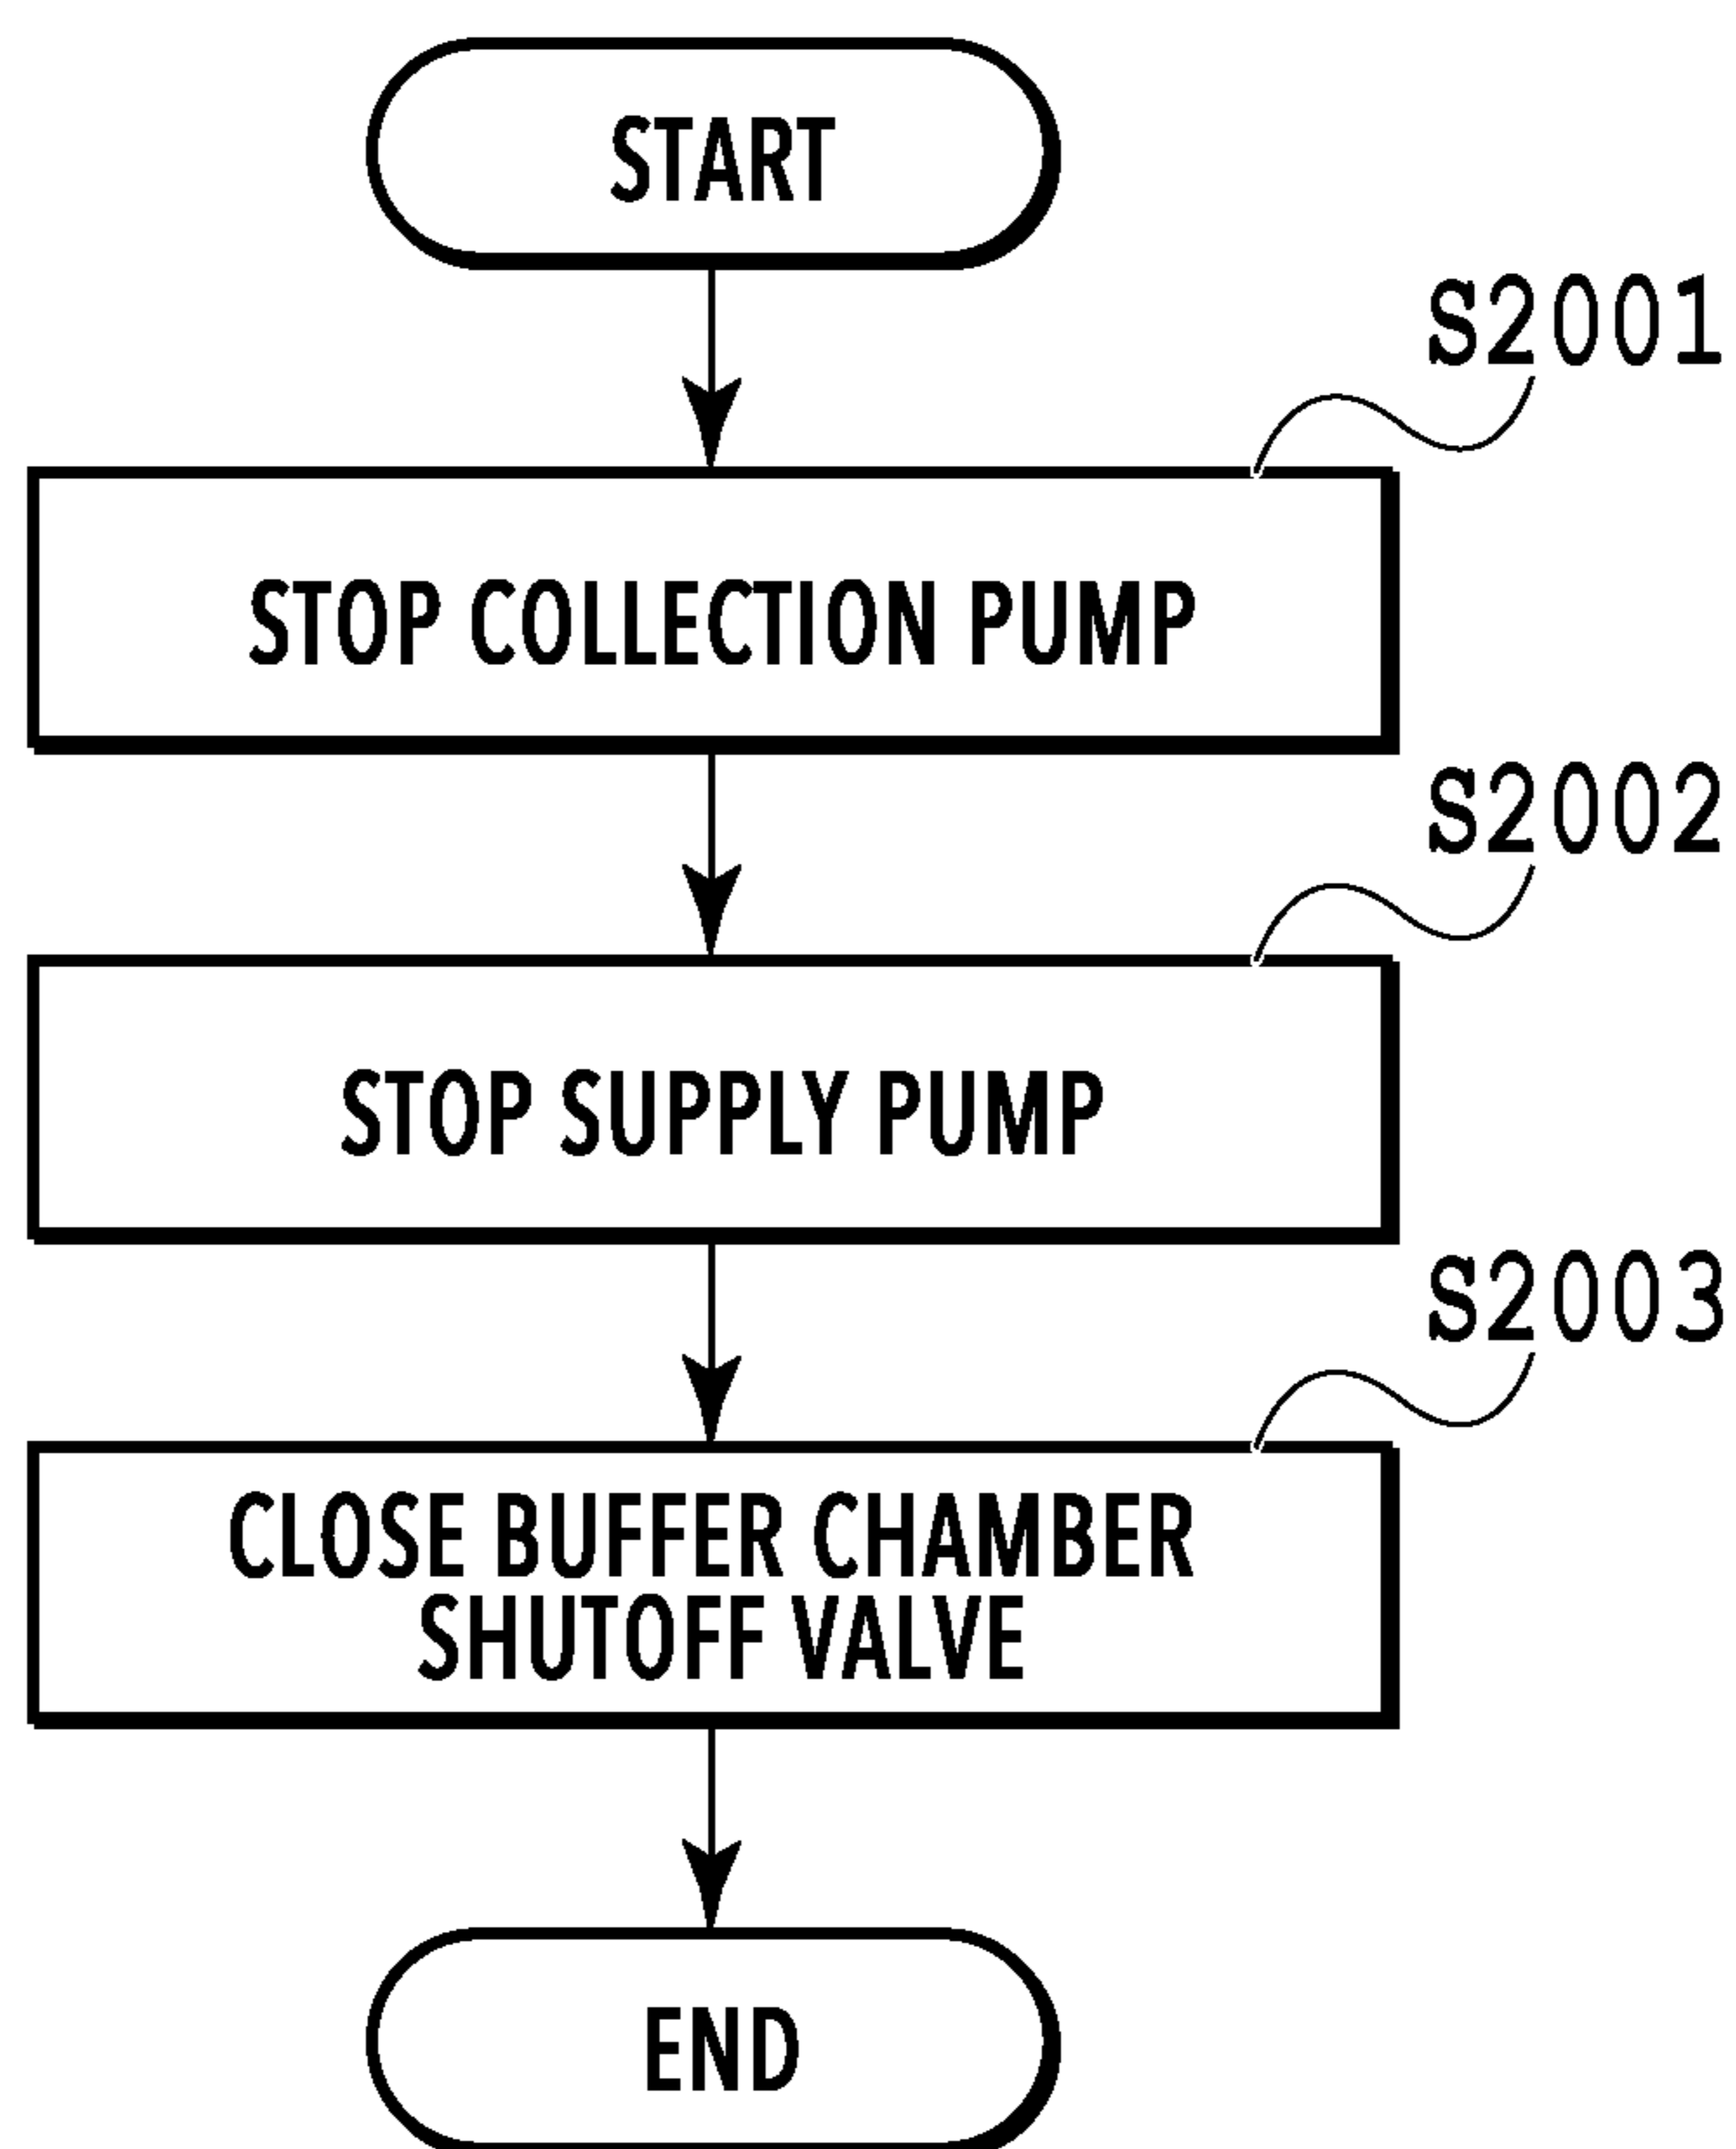 START
S2001
STOP COLLECTION PUMP
S2002
STOP SUPPLY PUMP
S2003
CLOSE BUFFER CHAMBER
SHUTOFF VALVE
END